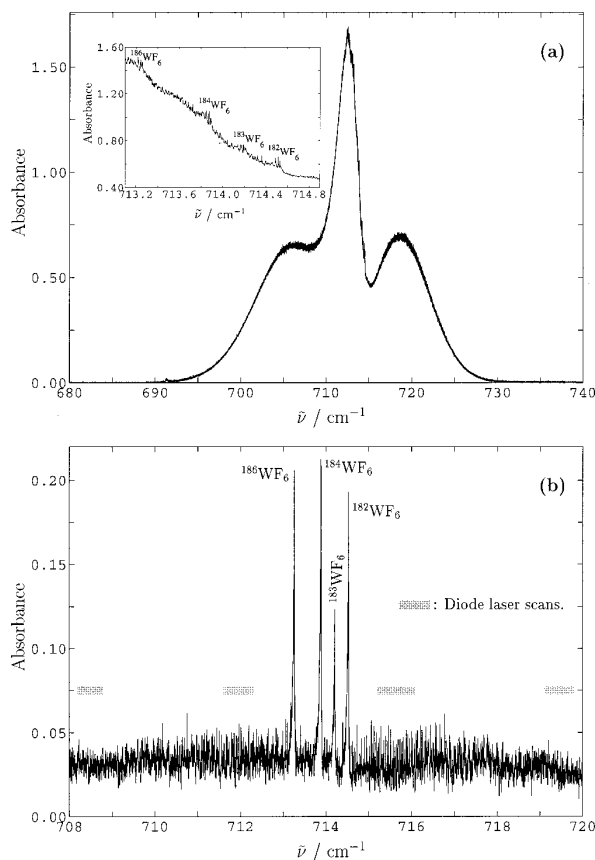 (a)
1.50
1.00
0.50
0.00
Absorbance
1.60
1.20
0.80
0.40
Absorbance
¹⁸⁶WF₆
¹⁸⁴WF₆
¹⁸³WF₆
¹⁸²WF₆
713.2 713.6 714.0 714.4 714.8
ν̃ / cm⁻¹
680 690 700 710 720 730 740
ν̃ / cm⁻¹
(b)
0.20
0.15
0.10
0.05
0.00
Absorbance
¹⁸⁶WF₆
¹⁸⁴WF₆
¹⁸³WF₆
¹⁸²WF₆
: Diode laser scans.
708 710 712 714 716 718 720
ν̃ / cm⁻¹